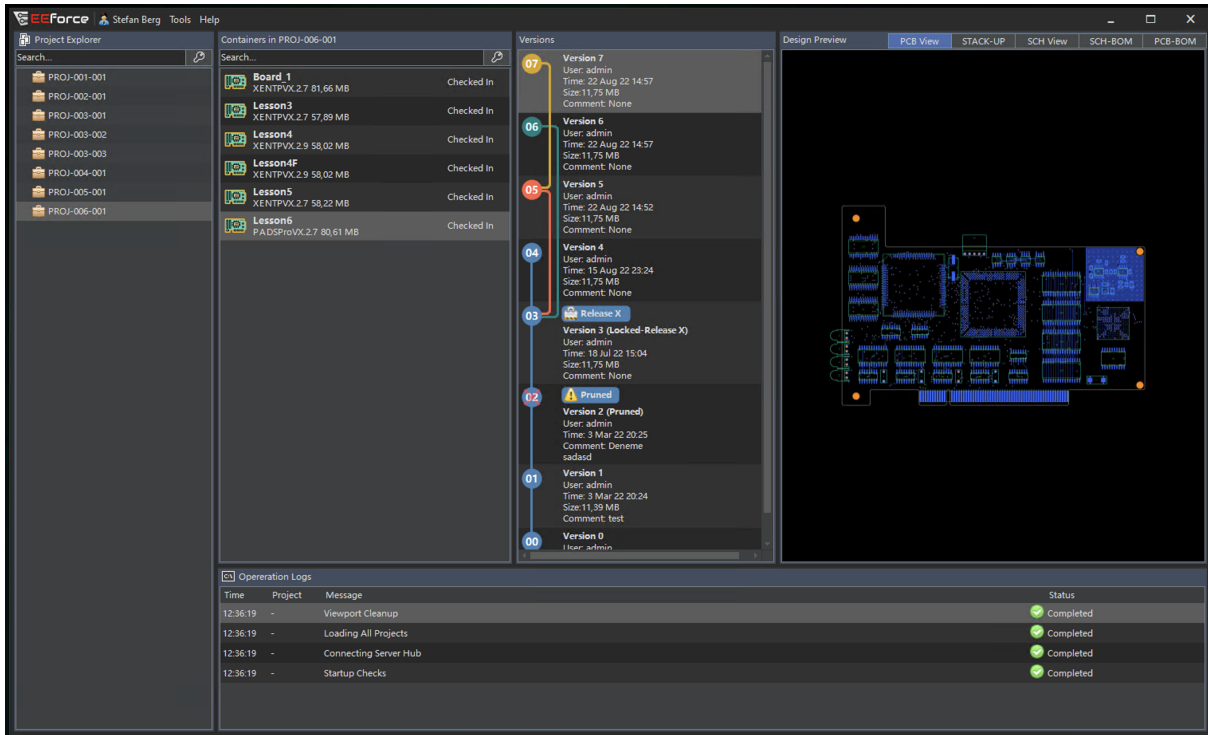 EEForce Stefan Berg Tools Help
Project Explorer
Search...
PROJ-001-001
PROJ-002-001
PROJ-003-001
PROJ-003-002
PROJ-003-003
PROJ-004-001
PROJ-005-001
PROJ-006-001
Containers in PROJ-006-001
Search...
Board_1
XENTPVX.2.7 81,66 MB Checked In
Lesson3
XENTPVX.2.7 57,89 MB Checked In
Lesson4
XENTPVX.2.9 58,02 MB Checked In
Lesson4F
XENTPVX.2.9 58,02 MB Checked In
Lesson5
XENTPVX.2.7 58,22 MB Checked In
Lesson6
PADSProVX.2.7 80,61 MB Checked In
Versions
07 Version 7
User: admin
Time: 22 Aug 22 14:57
Size:11,75 MB
Comment: None
06 Version 6
User: admin
Time: 22 Aug 22 14:57
Size:11,75 MB
Comment: None
05 Version 5
User: admin
Time: 22 Aug 22 14:52
Size:11,75 MB
Comment: None
04 Version 4
User: admin
Time: 15 Aug 22 23:24
Size:11,75 MB
Comment: None
03 Release X
Version 3 (Locked-Release X)
User: admin
Time: 18 Jul 22 15:04
Size:11,75 MB
Comment: None
02 Pruned
Version 2 (Pruned)
User: admin
Time: 3 Mar 22 20:25
Comment: Deneme
sadasd
01 Version 1
User: admin
Time: 3 Mar 22 20:24
Size:11,39 MB
Comment: test
00 Version 0
User: admin
Design Preview PCB View STACK-UP SCH View SCH-BOM PCB-BOM
Opereration Logs
Time Project Message Status
12:36:19 - Viewport Cleanup Completed
12:36:19 - Loading All Projects Completed
12:36:19 - Connecting Server Hub Completed
12:36:19 - Startup Checks Completed